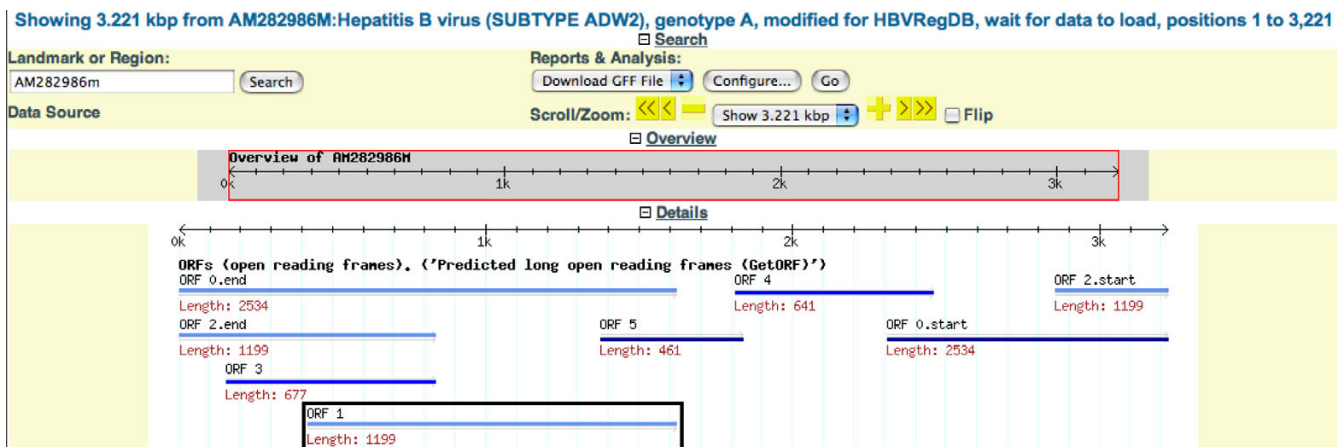 Showing 3.221 kbp from AM282986M:Hepatitis B virus (SUBTYPE ADW2), genotype A, modified for HBVRegDB, wait for data to load, positions 1 to 3,221
Search
Landmark or Region:
Reports & Analysis:
AM282986m
Search
Download GFF File
Configure...
Go
Data Source
Scroll/Zoom:
<< < Show 3.221 kbp > >>
Flip
Overview
Overview of AM282986M
0k 1k 2k 3k
Details
0k 1k 2k 3k
ORFs (open reading frames). ('Predicted long open reading frames (GetORF)')
ORF 0.end ORF 4 ORF 2.start
Length: 2534 Length: 641 Length: 1199
ORF 2.end ORF 5 ORF 0.start
Length: 1199 Length: 461 Length: 2534
ORF 3
Length: 677
ORF 1
Length: 1199